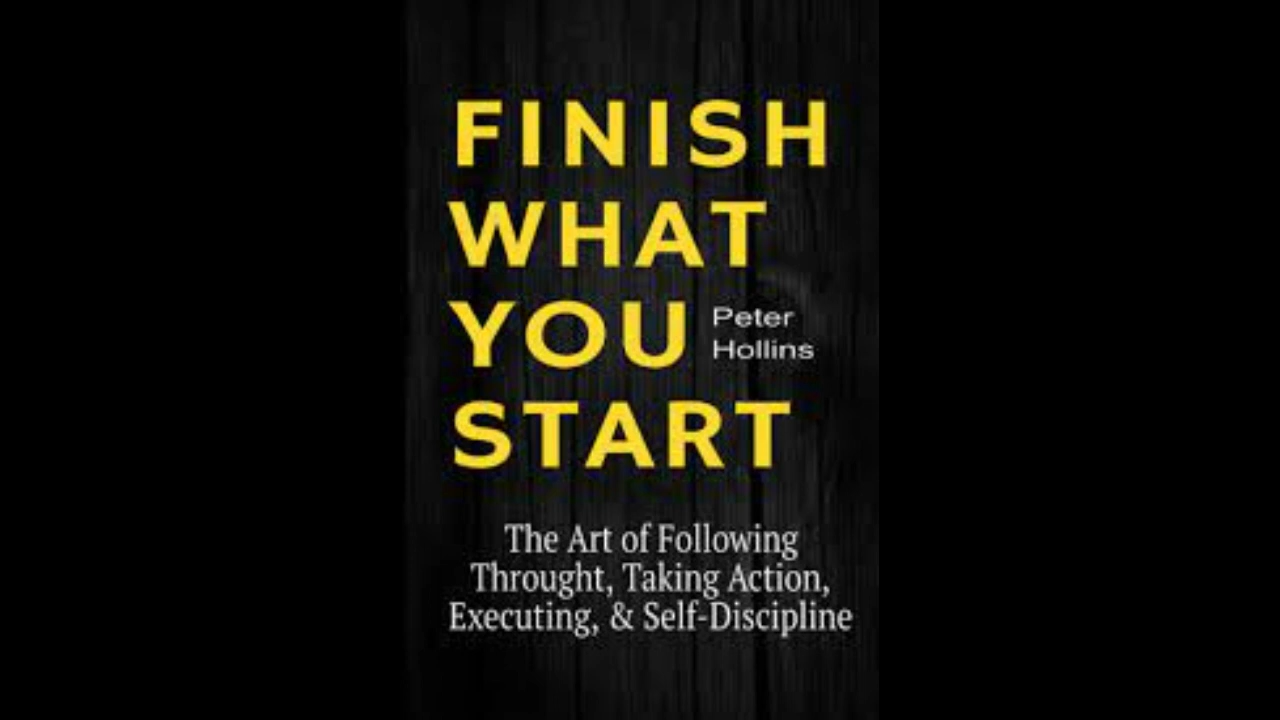 FINISH
WHAT
YOU
Peter
Hollins
START
The Art of Following
Throught, Taking Action,
Executing, & Self-Discipline